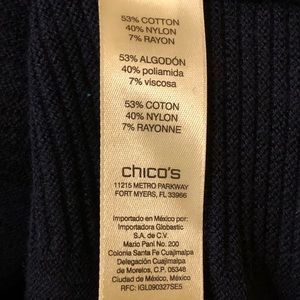 53% COTTON
40% NYLON
7% RAYON
53% ALGODÓN
40% poliamida
7% viscosa
53% COTON
40% NYLON
7% RAYONNE
chico's
11215 METRO PARKWAY
FORT MYERS, FL 33966
Importado en México por:
Importadora Globastic
S.A. de C.V.
Mario Pani No. 200
Colonia Santa Fe Cuajimalpa
Delegación Cuajimalpa
de Morelos, C.P. 05348
Ciudad de México, México
RFC: IGL090327SE5